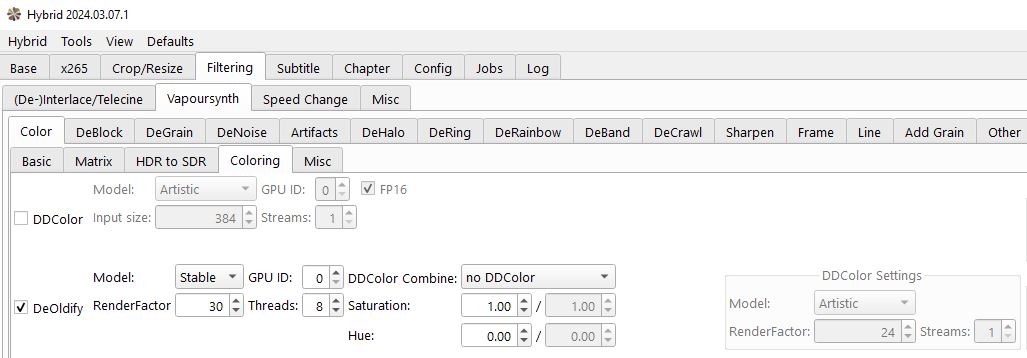 Hybrid 2024.03.07.1
Hybrid Tools View Defaults
Base x265 Crop/Resize Filtering Subtitle Chapter Config Jobs Log
(De-)Interlace/Telecine Vapoursynth Speed Change Misc
Color DeBlock DeGrain DeNoise Artifacts DeHalo DeRing DeRainbow DeBand DeCrawl Sharpen Frame Line Add Grain Other
Basic Matrix HDR to SDR Coloring Misc
Model: Artistic GPU ID: 0 FP16
DDColor Input size: 384 Streams: 1
Model: Stable GPU ID: 0 DDColor Combine: no DDColor DDColor Settings
DeOldify RenderFactor 30 Threads: 8 Saturation: 1.00 / 1.00 Model: Artistic
Hue: 0.00 / 0.00 RenderFactor: 24 Streams: 1